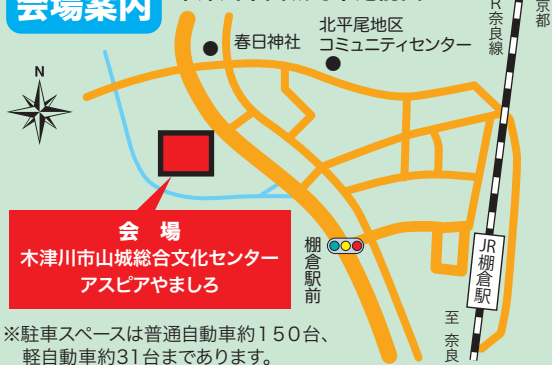 会場案内
京都
R奈良線
春日神社
北平尾地区
コミュニティセンター
N
会 場
木津川市山城総合文化センター
アスピアやましろ
棚倉駅前
JR棚倉駅
至 奈良
※駐車スペースは普通自動車約150台、
軽自動車約31台まであります。